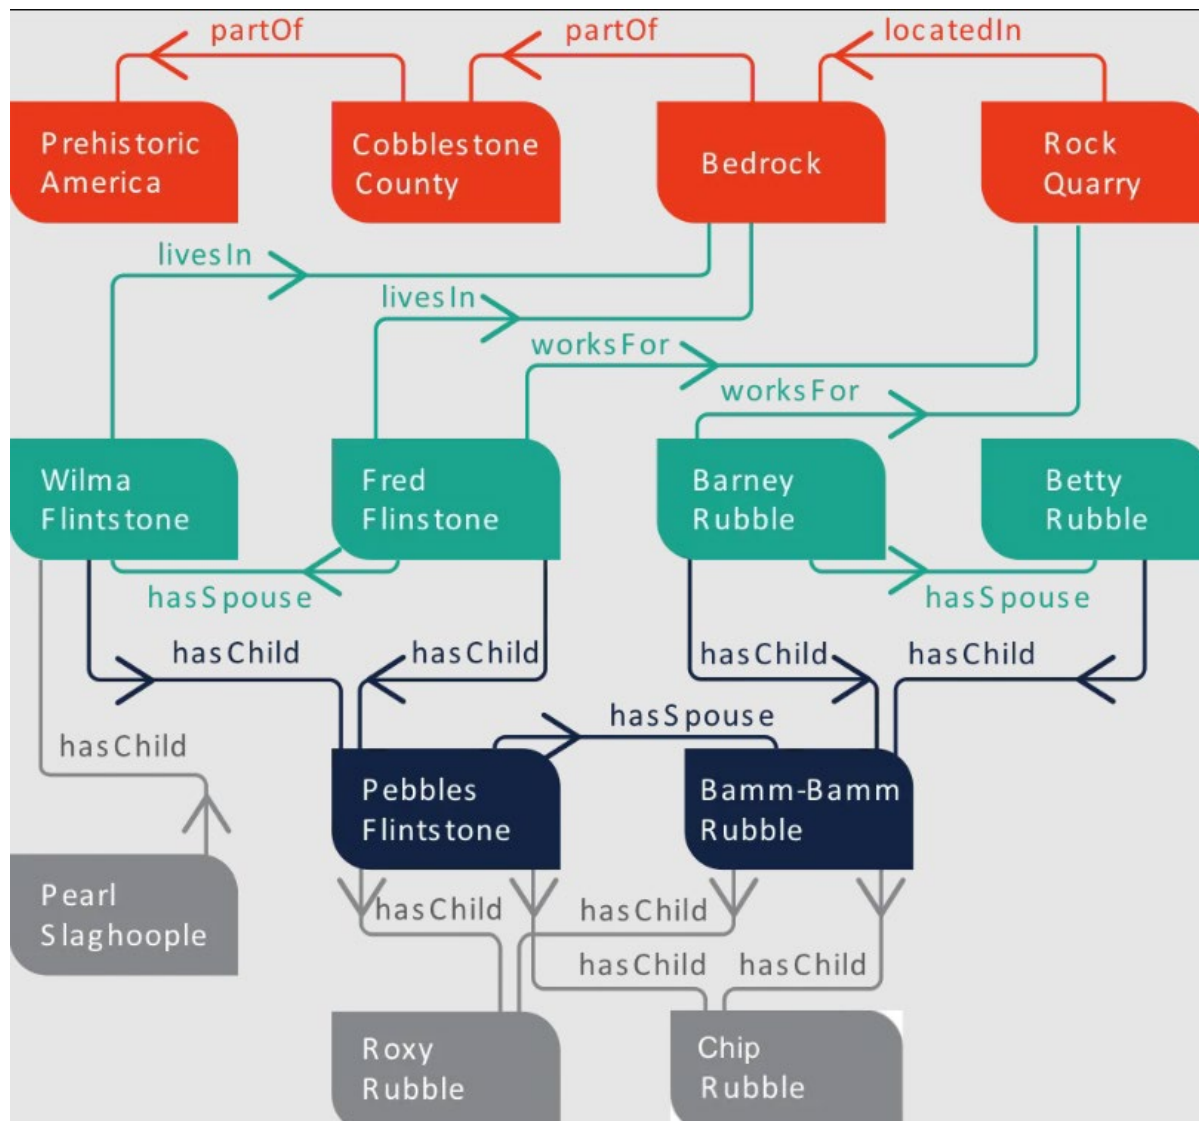 partOf
partOf
locatedIn
Prehistoric
America
Cobblestone
County
Bedrock
Rock
Quarry
livesIn
livesIn
worksFor
worksFor
Wilma
Flintstone
Fred
Flinstone
Barney
Rubble
Betty
Rubble
hasSpouse
hasSpouse
hasChild
hasChild
hasChild
hasChild
hasSpouse
hasChild
Pebbles
Flintstone
Bamm-Bamm
Rubble
Pearl
Slaghoople
hasChild
hasChild
hasChild
hasChild
Roxy
Rubble
Chip
Rubble